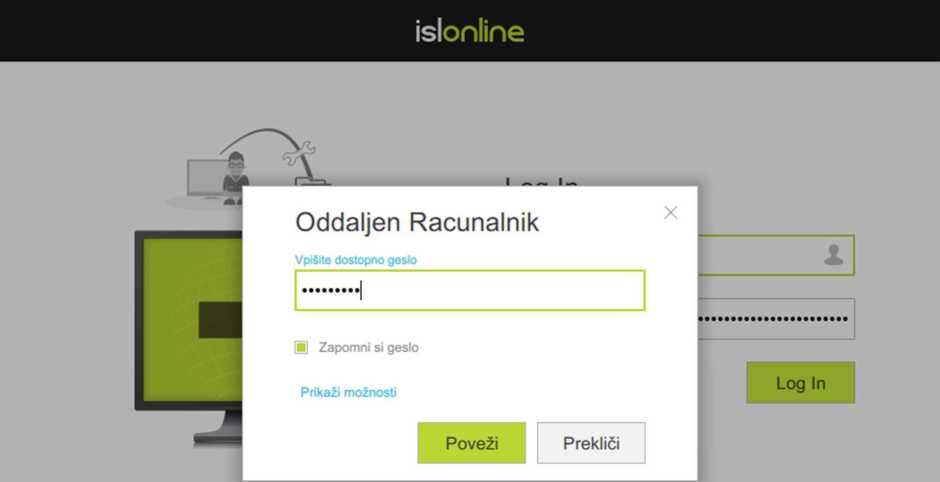 islonline
Log In
Oddaljen Racunalnik
Vpišite dostopno geslo
•••••••••
Zapomni si geslo
Prikaži možnosti
Log In
Poveži
Prekliči